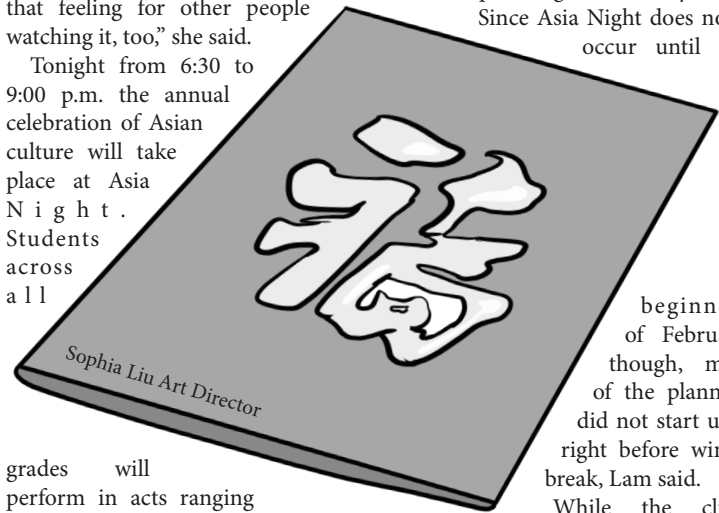 that feeling for other people
watching it, too,” she said.
Tonight from 6:30 to
9:00 p.m. the annual
celebration of Asian
culture will take
place at Asia
Night.
Students
across
all
grades will
perform in acts ranging
福
Sophia Liu Art Director
Since Asia Night does no
occur until
beginn
of Febru
though, m
of the plann
did not start u
right before win
break, Lam said.
While the cl